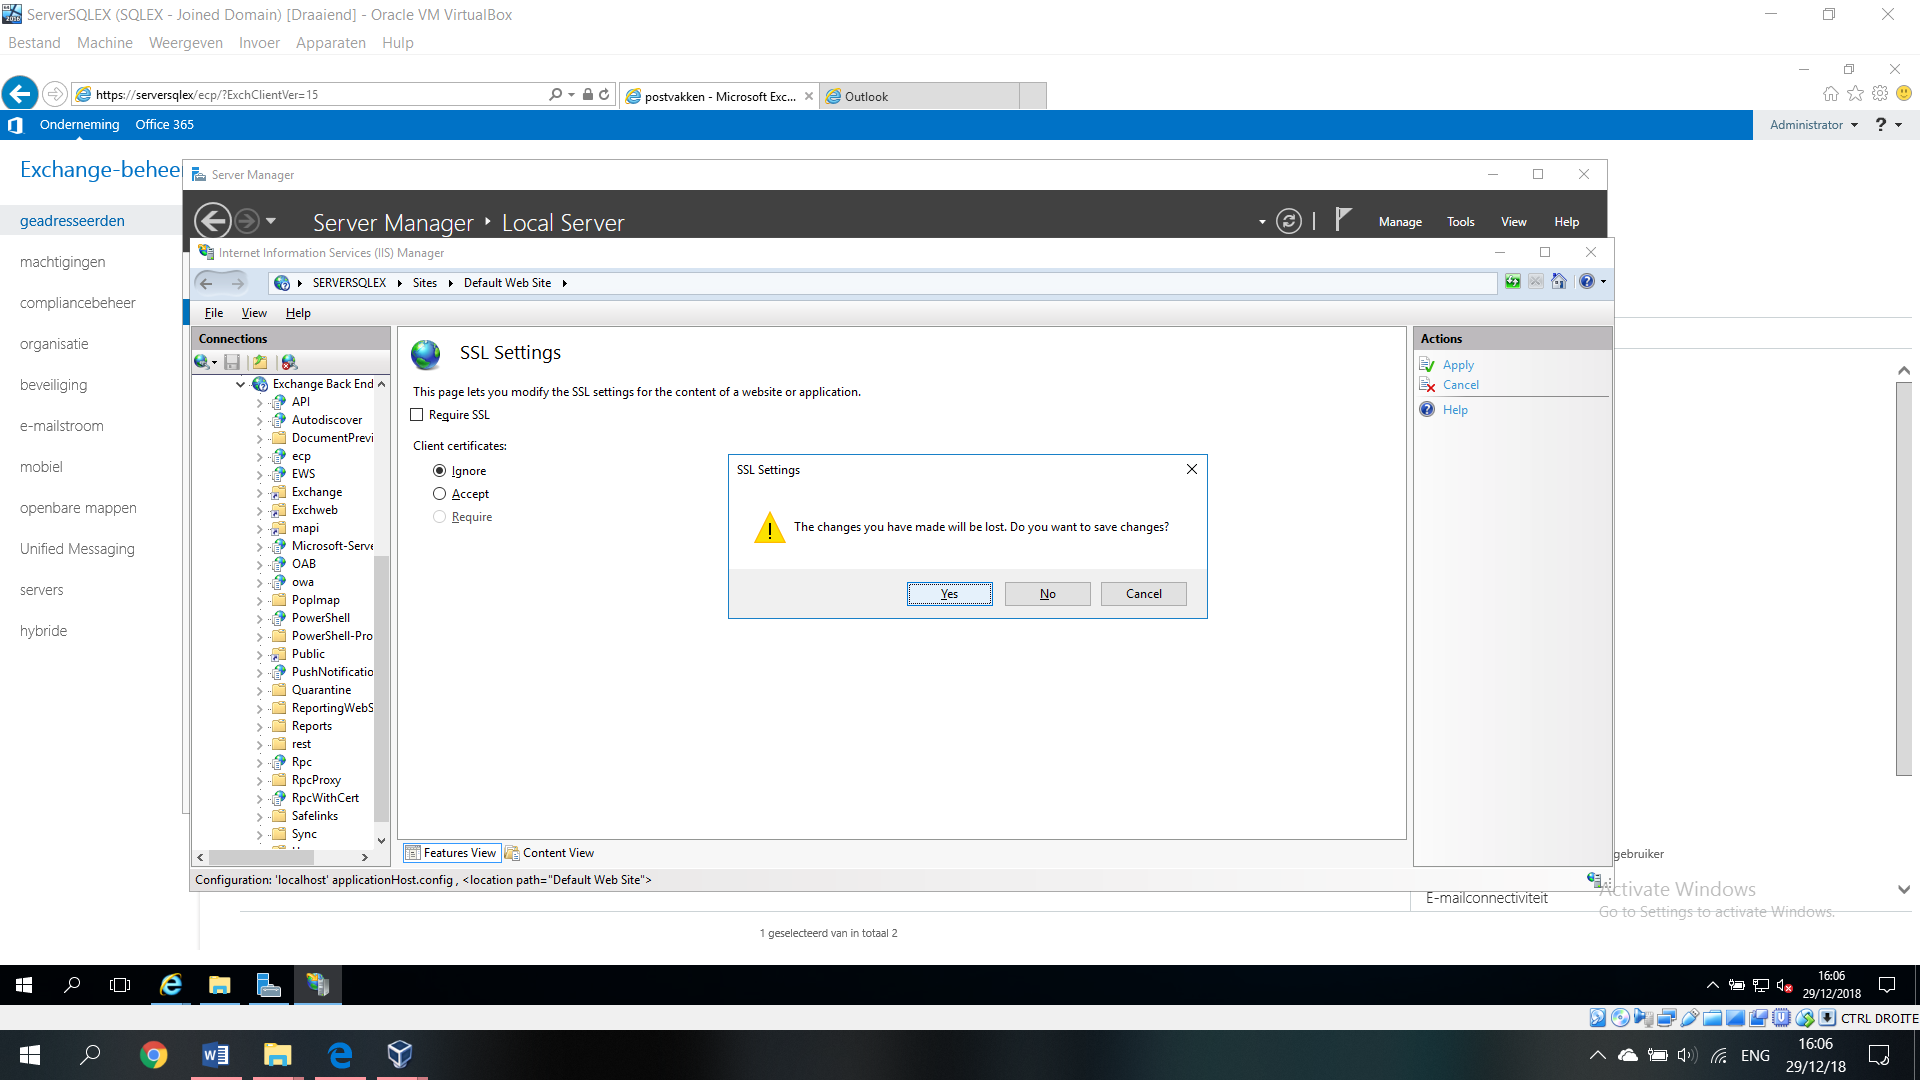 ServerSQLEX (SQLEX - Joined Domain) [Draaiend] - Oracle VM VirtualBox
Bestand Machine Weergeven Invoer Apparaten Hulp
https://serversqlex/ecp/?ExchClientVer=15
postvakken - Microsoft Exc...
Outlook
Onderneming Office 365
Administrator ?
Exchange-behee
geadresseerden
machtigingen
compliancebeheer
organisatie
beveiliging
e-mailstroom
mobiel
openbare mappen
Unified Messaging
servers
hybride
Server Manager
Server Manager Local Server
Manage Tools View Help
Internet Information Services (IIS) Manager
SERVERSQLEX Sites Default Web Site
File View Help
Connections
Exchange Back End
API
Autodiscover
DocumentPrevi
ecp
EWS
Exchange
Exchweb
mapi
Microsoft-Serve
OAB
owa
PopImap
PowerShell
PowerShell-Pro
Public
PushNotificatio
Quarantine
ReportingWebS
Reports
rest
Rpc
RpcProxy
RpcWithCert
Safelinks
Sync
SSL Settings
This page lets you modify the SSL settings for the content of a website or application.
Require SSL
Client certificates:
Ignore
Accept
Require
SSL Settings
The changes you have made will be lost. Do you want to save changes?
Yes No Cancel
Actions
Apply
Cancel
Help
Features View Content View
Configuration: 'localhost' applicationHost.config , <location path="Default Web Site">
gebruiker
E-mailconnectiviteit
Activate Windows
Go to Settings to activate Windows.
1 geselecteerd van in totaal 2
16:06
29/12/2018
CTRL DROITE
ENG
16:06
29/12/18